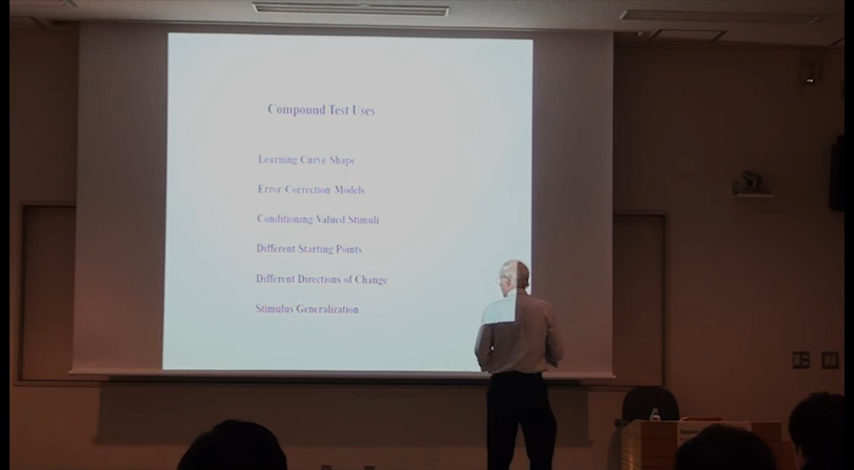 Compound Test Uses
Learning Curve Shape
Error Correction Models
Conditioning Valued Stimuli
Different Starting Points
Different Directions of Change
Stimulus Generalization